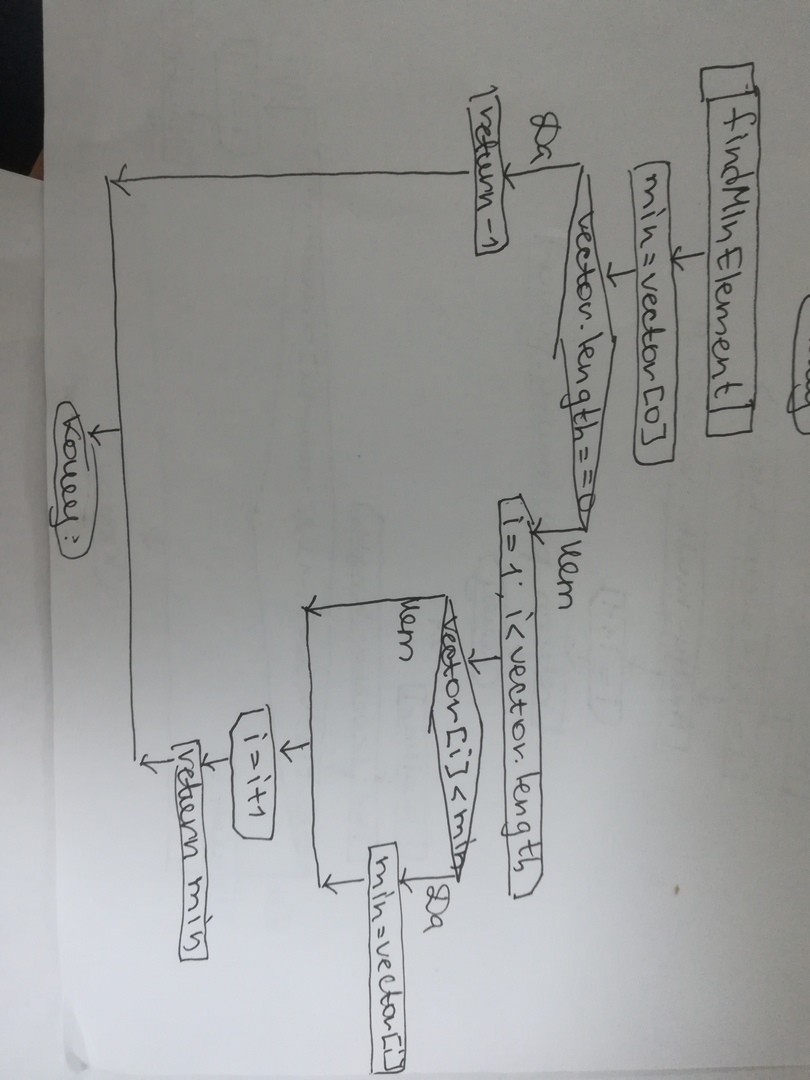 findMInElement
min=vector[0]
vector.length==0
Да
нет
return -1
i=1; i<vector.length
vector[i]<min
нет
Да
min=vector[i]
i=i+1
return min
Конец: